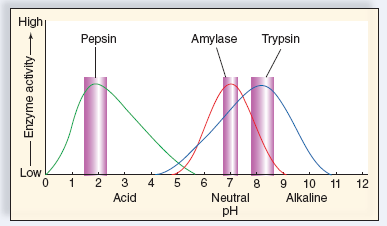 High
Pepsin
Amylase
Trypsin
Enzyme activity
Low
0 1 2 3 4 5 6 7 8 9 10 11 12
Acid
Neutral
Alkaline
pH